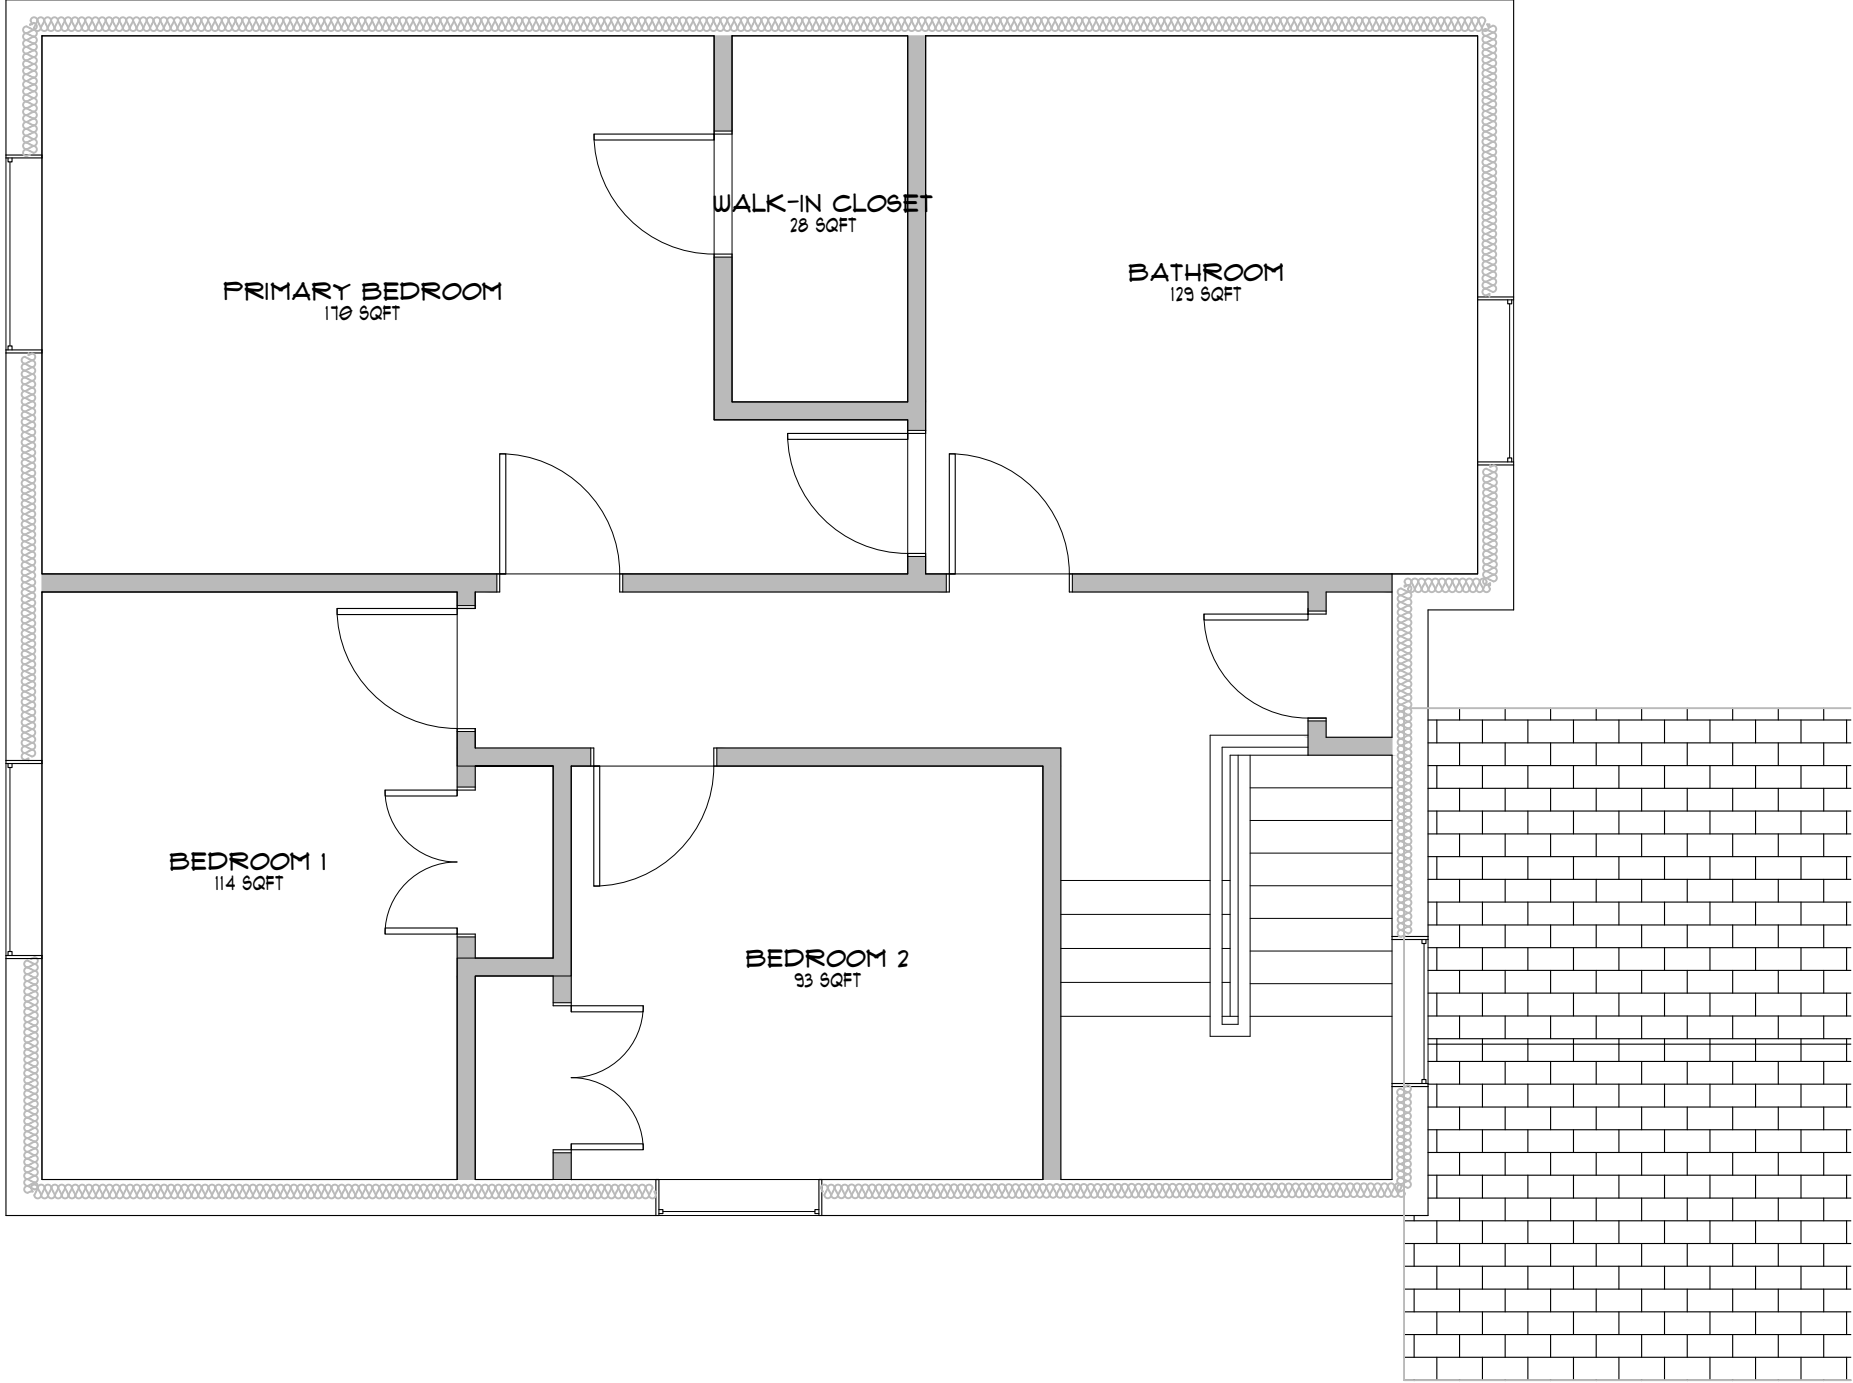 WALK-IN CLOSET
28 SQFT
BATHROOM
129 SQFT
PRIMARY BEDROOM
170 SQFT
BEDROOM 1
114 SQFT
BEDROOM 2
93 SQFT